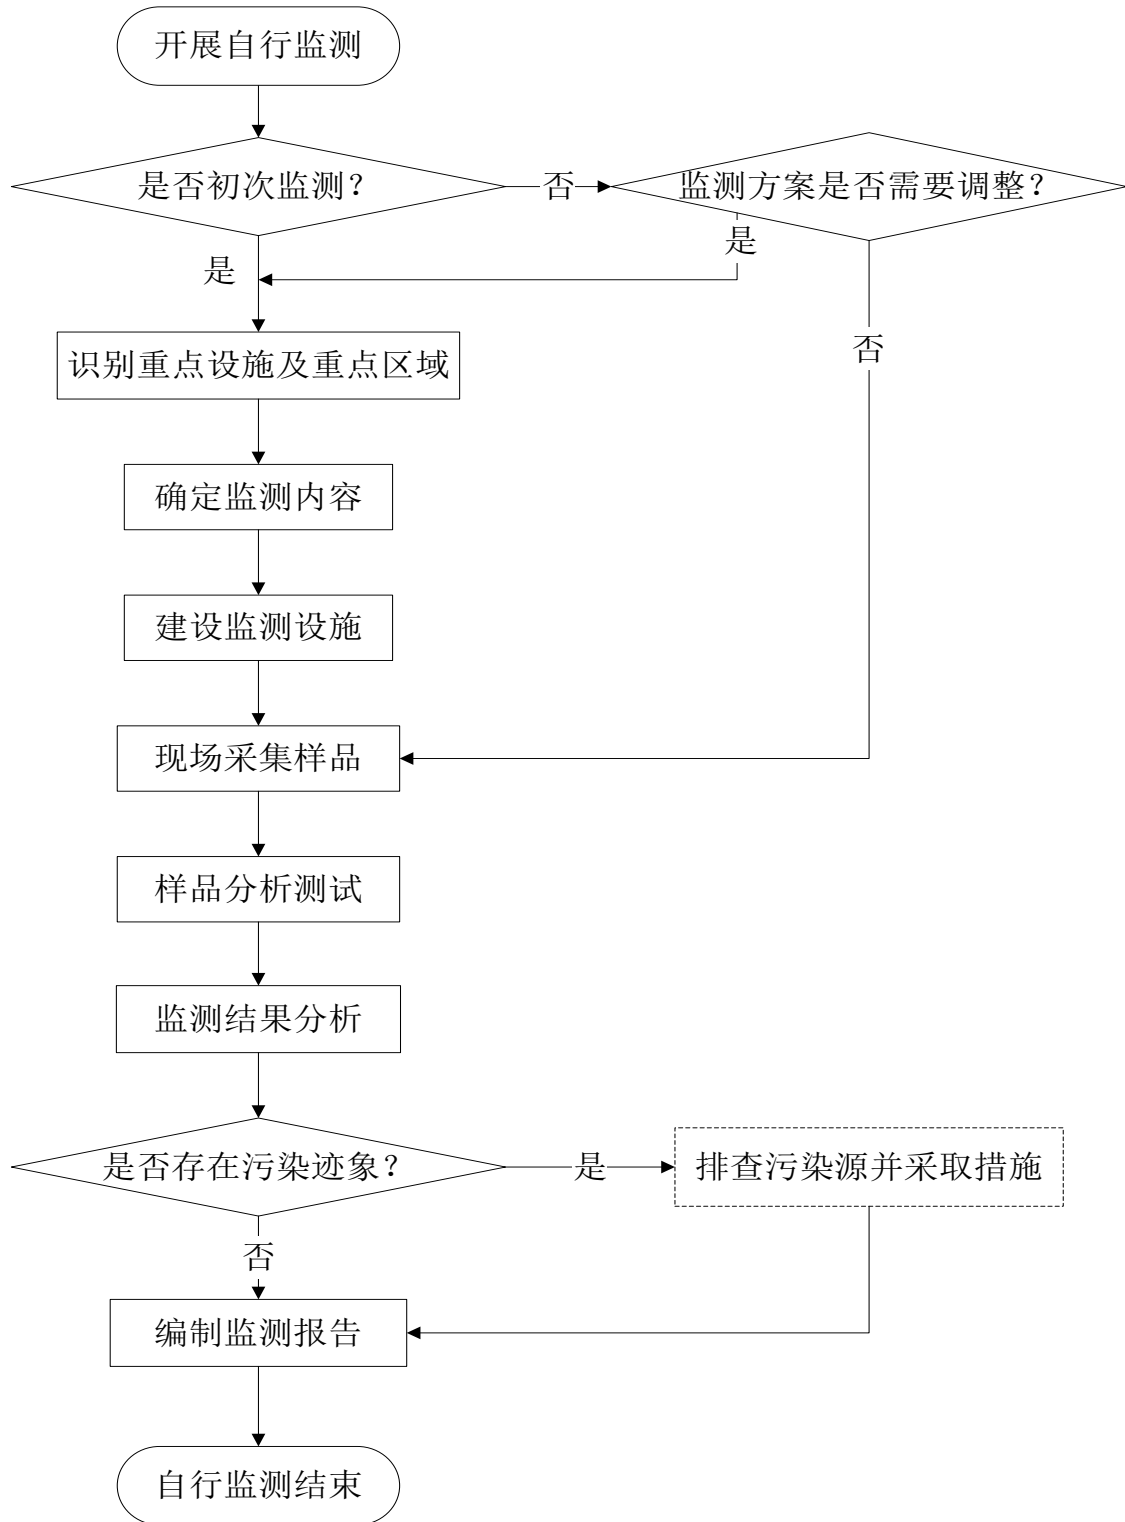 开展自行监测
是否初次监测？
否
监测方案是否需要调整？
是
是
识别重点设施及重点区域
否
确定监测内容
建设监测设施
现场采集样品
样品分析测试
监测结果分析
是否存在污染迹象？
是
排查污染源并采取措施
否
编制监测报告
自行监测结束